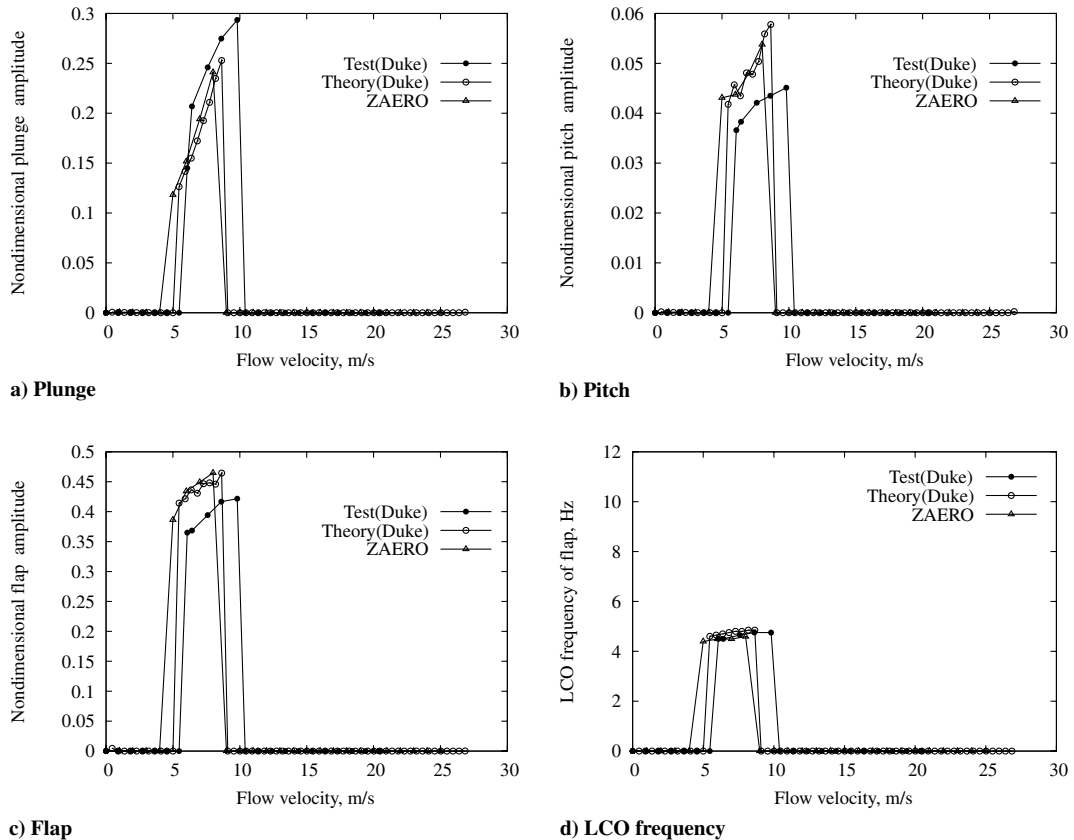 0.3
0.25
0.2
0.15
0.1
0.05
0
Nondimensional plunge amplitude
Test(Duke)
Theory(Duke)
ZAERO
0 5 10 15 20 25 30
Flow velocity, m/s
a) Plunge
0.06
0.05
0.04
0.03
0.02
0.01
0
Nondimensional pitch amplitude
Test(Duke)
Theory(Duke)
ZAERO
0 5 10 15 20 25 30
Flow velocity, m/s
b) Pitch
0.5
0.45
0.4
0.35
0.3
0.25
0.2
0.15
0.1
0.05
0
Nondimensional flap amplitude
Test(Duke)
Theory(Duke)
ZAERO
0 5 10 15 20 25 30
Flow velocity, m/s
c) Flap
12
10
8
6
4
2
0
LCO frequency of flap, Hz
Test(Duke)
Theory(Duke)
ZAERO
0 5 10 15 20 25 30
Flow velocity, m/s
d) LCO frequency